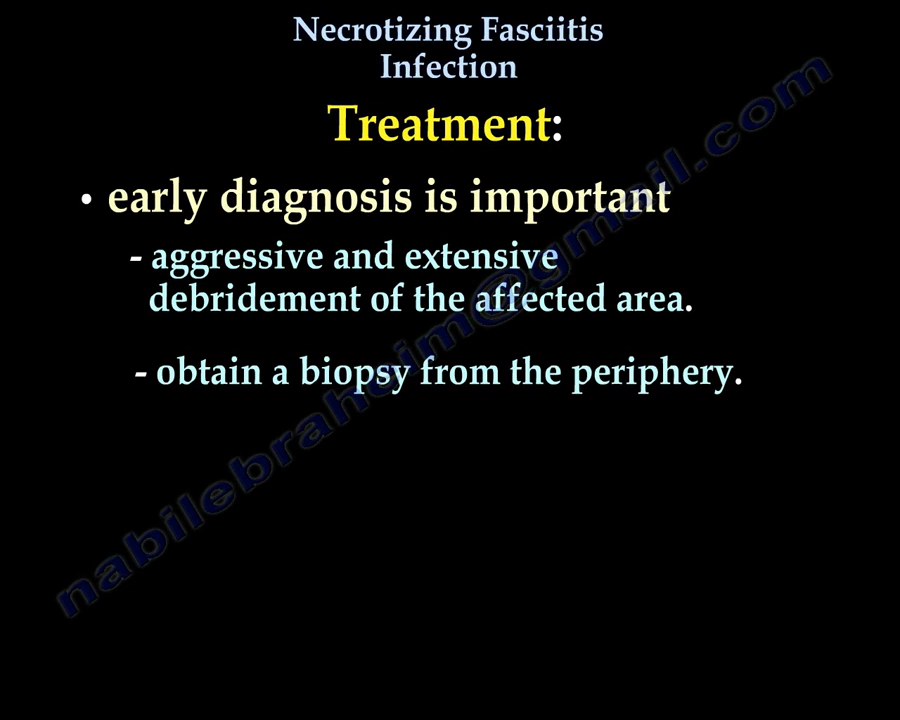 Necrotizing Fasciitis
Infection
Treatment:
• early diagnosis is important
- aggressive and extensive
debridement of the affected area.
- obtain a biopsy from the periphery.
nabilebraheim@gmail.com